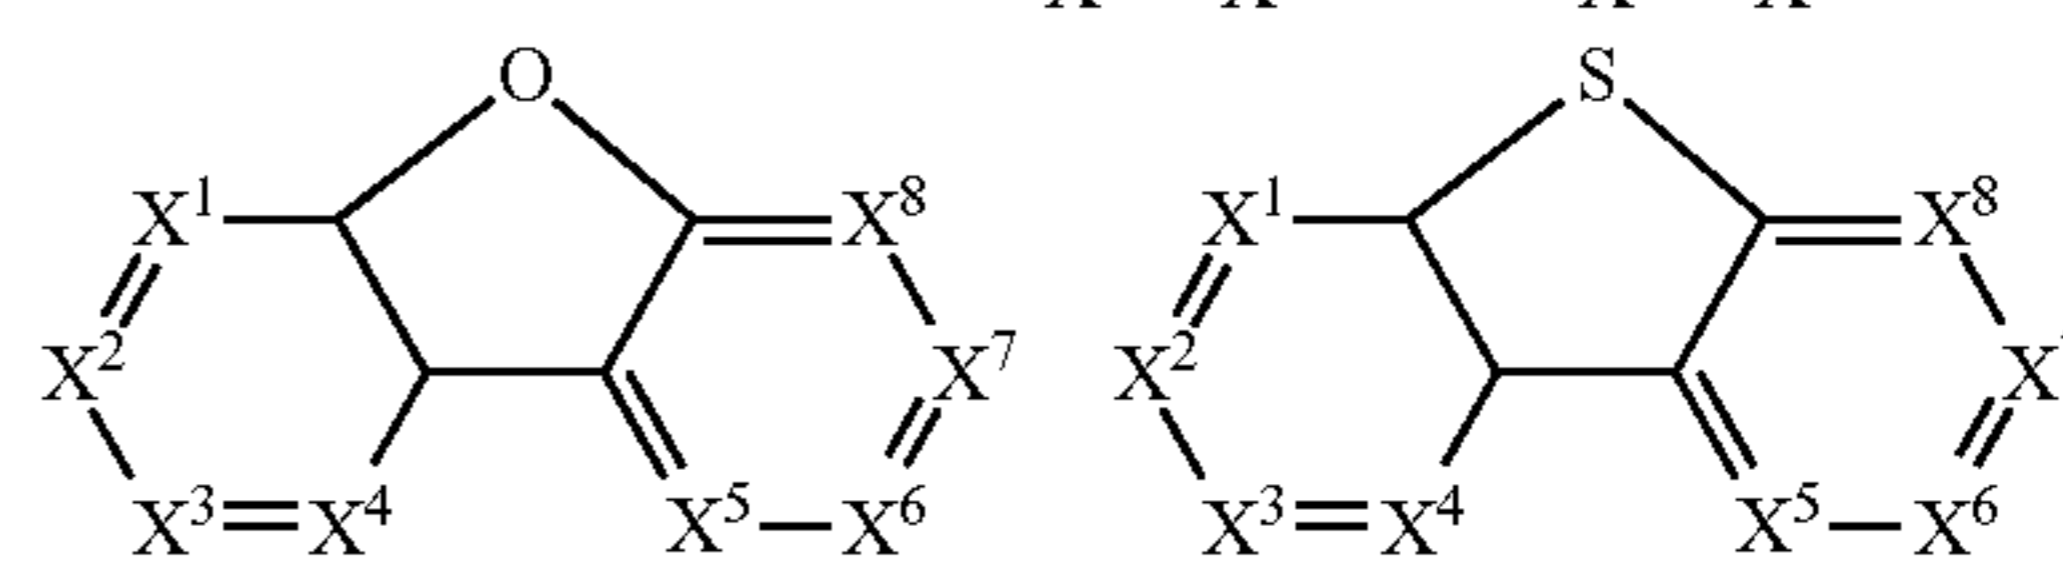 O S
X¹ X⁸ X¹ X⁸
X² X⁷ X² X
X³ X⁴ X⁵ X⁶ X³ X⁴ X⁵ X⁶